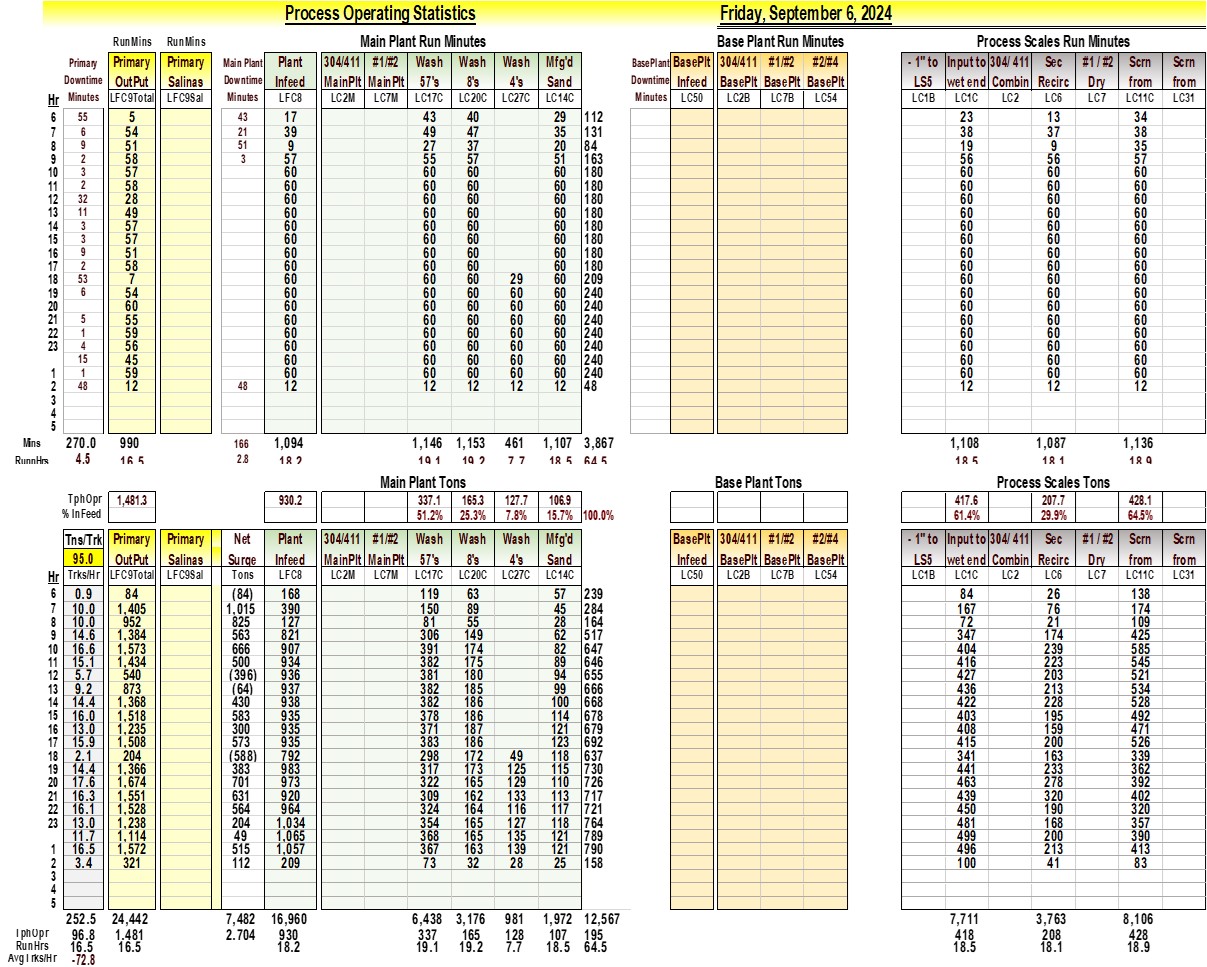 Process Operating Statistics Friday, September 6, 2024
RunMins RunMins Main Plant Run Minutes Base Plant Run Minutes Process Scales Run Minutes
Primary Primary Primary Main Plant Plant 304/411 #1/#2 Wash Wash Wash Mfg'd BasePlant BasePlt 304/411 #1/#2 #2/#4 - 1" to Input to 304/ 411 Sec #1 / #2 Scrn Scrn
Downtime OutPut Salinas Downtime Infeed MainPlt MainPlt 57's 8's 4's Sand Downtime Infeed BasePlt BasePlt BasePlt LS5 wet end Combin Recirc Dry from from
Hr Minutes LFC9Total LFC9Sal Minutes LFC8 LC2M LC7M LC17C LC20C LC27C LC14C Minutes LC50 LC2B LC7B LC54 LC1B LC1C LC2 LC6 LC7 LC11C LC31
6 55 5 43 17 43 40 29 112 23 13 34
7 6 54 21 39 49 47 35 131 38 37 38
8 9 51 51 9 27 37 20 84 19 9 35
9 2 58 3 57 55 57 51 163 56 56 57
10 3 57 60 60 60 60 180 60 60 60
11 2 58 60 60 60 60 180 60 60 60
12 32 28 60 60 60 60 180 60 60 60
13 11 49 60 60 60 60 180 60 60 60
14 3 57 60 60 60 60 180 60 60 60
15 3 57 60 60 60 60 180 60 60 60
16 9 51 60 60 60 60 180 60 60 60
17 2 58 60 60 60 60 180 60 60 60
18 53 7 60 60 60 29 60 209 60 60 60
19 6 54 60 60 60 60 60 240 60 60 60
20 60 60 60 60 60 60 240 60 60 60
21 5 55 60 60 60 60 60 240 60 60 60
22 1 59 60 60 60 60 60 240 60 60 60
23 4 56 60 60 60 60 60 240 60 60 60
15 45 60 60 60 60 60 240 60 60 60
1 1 59 60 60 60 60 60 240 60 60 60
2 48 12 48 12 12 12 12 12 48 12 12 12
3
4
5
Mins 270.0 990 166 1,094 1,146 1,153 461 1,107 3,867 1,108 1,087 1,136
RunnHrs 4.5 16.5 2.8 18.2 19.1 19.2 7.7 18.5 64.5 18.5 18.1 18.9
Main Plant Tons Base Plant Tons Process Scales Tons
TphOpr 1,481.3 930.2 337.1 165.3 127.7 106.9 417.6 207.7 428.1
% InFeed 51.2% 25.3% 7.8% 15.7% 100.0% 61.4% 29.9% 64.5%
Tns/Trk Primary Primary Net Plant 304/411 #1/#2 Wash Wash Wash Mfg'd BasePlt 304/411 #1/#2 #2/#4 - 1" to Input to 304/ 411 Sec #1 / #2 Scrn Scrn
95.0 OutPut Salinas Surge Infeed MainPlt MainPlt 57's 8's 4's Sand Infeed BasePlt BasePlt BasePlt LS5 wet end Combin Recirc Dry from from
Hr Trks/Hr LFC9Total LFC9Sal Tons LFC8 LC2M LC7M LC17C LC20C LC27C LC14C LC50 LC2B LC7B LC54 LC1B LC1C LC2 LC6 LC7 LC11C LC31
6 0.9 84 (84) 168 119 63 57 239 84 26 138
7 10.0 1,405 1,015 390 150 89 45 284 167 76 174
8 10.0 952 825 127 81 55 28 164 72 21 109
9 14.6 1,384 563 821 306 149 62 517 347 174 425
10 16.6 1,573 666 907 391 174 82 647 404 239 585
11 15.1 1,434 500 934 382 175 89 646 416 223 545
12 5.7 540 (396) 936 381 180 94 655 427 203 521
13 9.2 873 (64) 937 382 185 99 666 436 213 534
14 14.4 1,368 430 938 382 186 100 668 422 228 528
15 16.0 1,518 583 935 378 186 114 678 403 195 492
16 13.0 1,235 300 935 371 187 121 679 408 159 471
17 15.9 1,508 573 935 383 186 123 692 415 200 526
18 2.1 204 (588) 792 298 172 49 118 637 341 163 339
19 14.4 1,366 383 983 317 173 125 115 730 441 233 362
20 17.6 1,674 701 973 322 165 129 110 726 463 278 392
21 16.3 1,551 631 920 309 162 133 113 717 439 320 402
22 16.1 1,528 564 964 324 164 116 117 721 450 190 320
23 13.0 1,238 204 1,034 354 165 127 118 764 481 168 357
11.7 1,114 49 1,065 368 165 135 121 789 499 200 390
1 16.5 1,572 515 1,057 367 163 139 121 790 496 213 413
2 3.4 321 112 209 73 32 28 25 158 100 41 83
3
4
5
252.5 24,442 7,482 16,960 6,438 3,176 981 1,972 12,567 7,711 3,763 8,106
TphOpr 96.8 1,481 2.704 930 337 165 128 107 195 418 208 428
RunHrs 16.5 16.5 18.2 19.1 19.2 7.7 18.5 64.5 18.5 18.1 18.9
AvgTrks/Hr -72.8